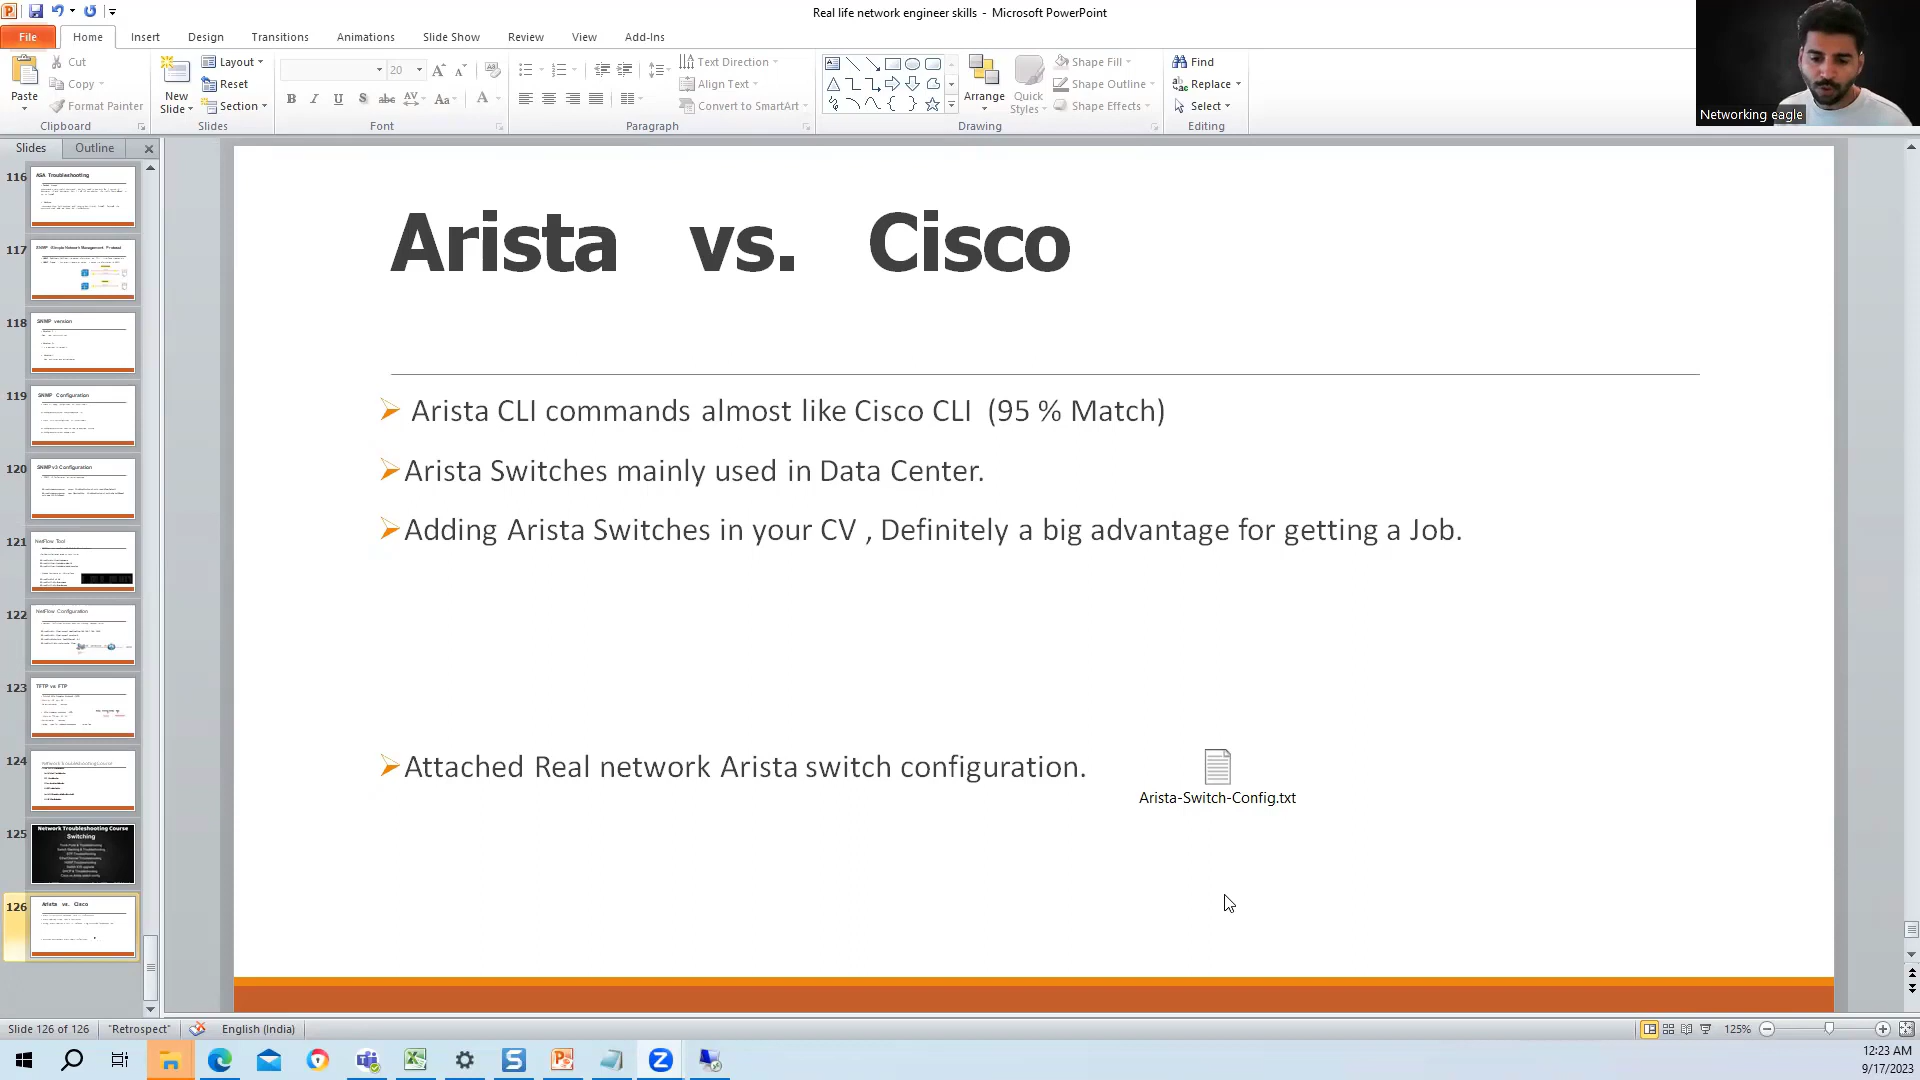 Real life network engineer skills - Microsoft PowerPoint
File Home Insert Design Transitions Animations Slide Show Review View Add-Ins
Paste
Cut
Copy
Format Painter
Clipboard
New
Slide
Layout
Reset
Section
Slides
20
Font
Text Direction
Align Text
Convert to SmartArt
Paragraph
Arrange
Quick
Styles
Shape Fill
Shape Outline
Shape Effects
Drawing
Find
Replace
Select
Editing
Networking eagle
Slides Outline
116
ASA Troubleshooting
117
118
SNMP version
119
SNMP Configuration
120
SNMPv3 Configuration
121
NetFlow Tool
122
NetFlow Configuration
123
TFTP vs FTP
124
Network Troubleshooting Course
125
Network Troubleshooting Course
Switching
126
Arista vs. Cisco
Arista vs. Cisco
Arista CLI commands almost like Cisco CLI (95 % Match)
Arista Switches mainly used in Data Center.
Adding Arista Switches in your CV , Definitely a big advantage for getting a Job.
Attached Real network Arista switch configuration.
Arista-Switch-Config.txt
Slide 126 of 126 "Retrospect" English (India) 125%
12:23 AM
9/17/2023